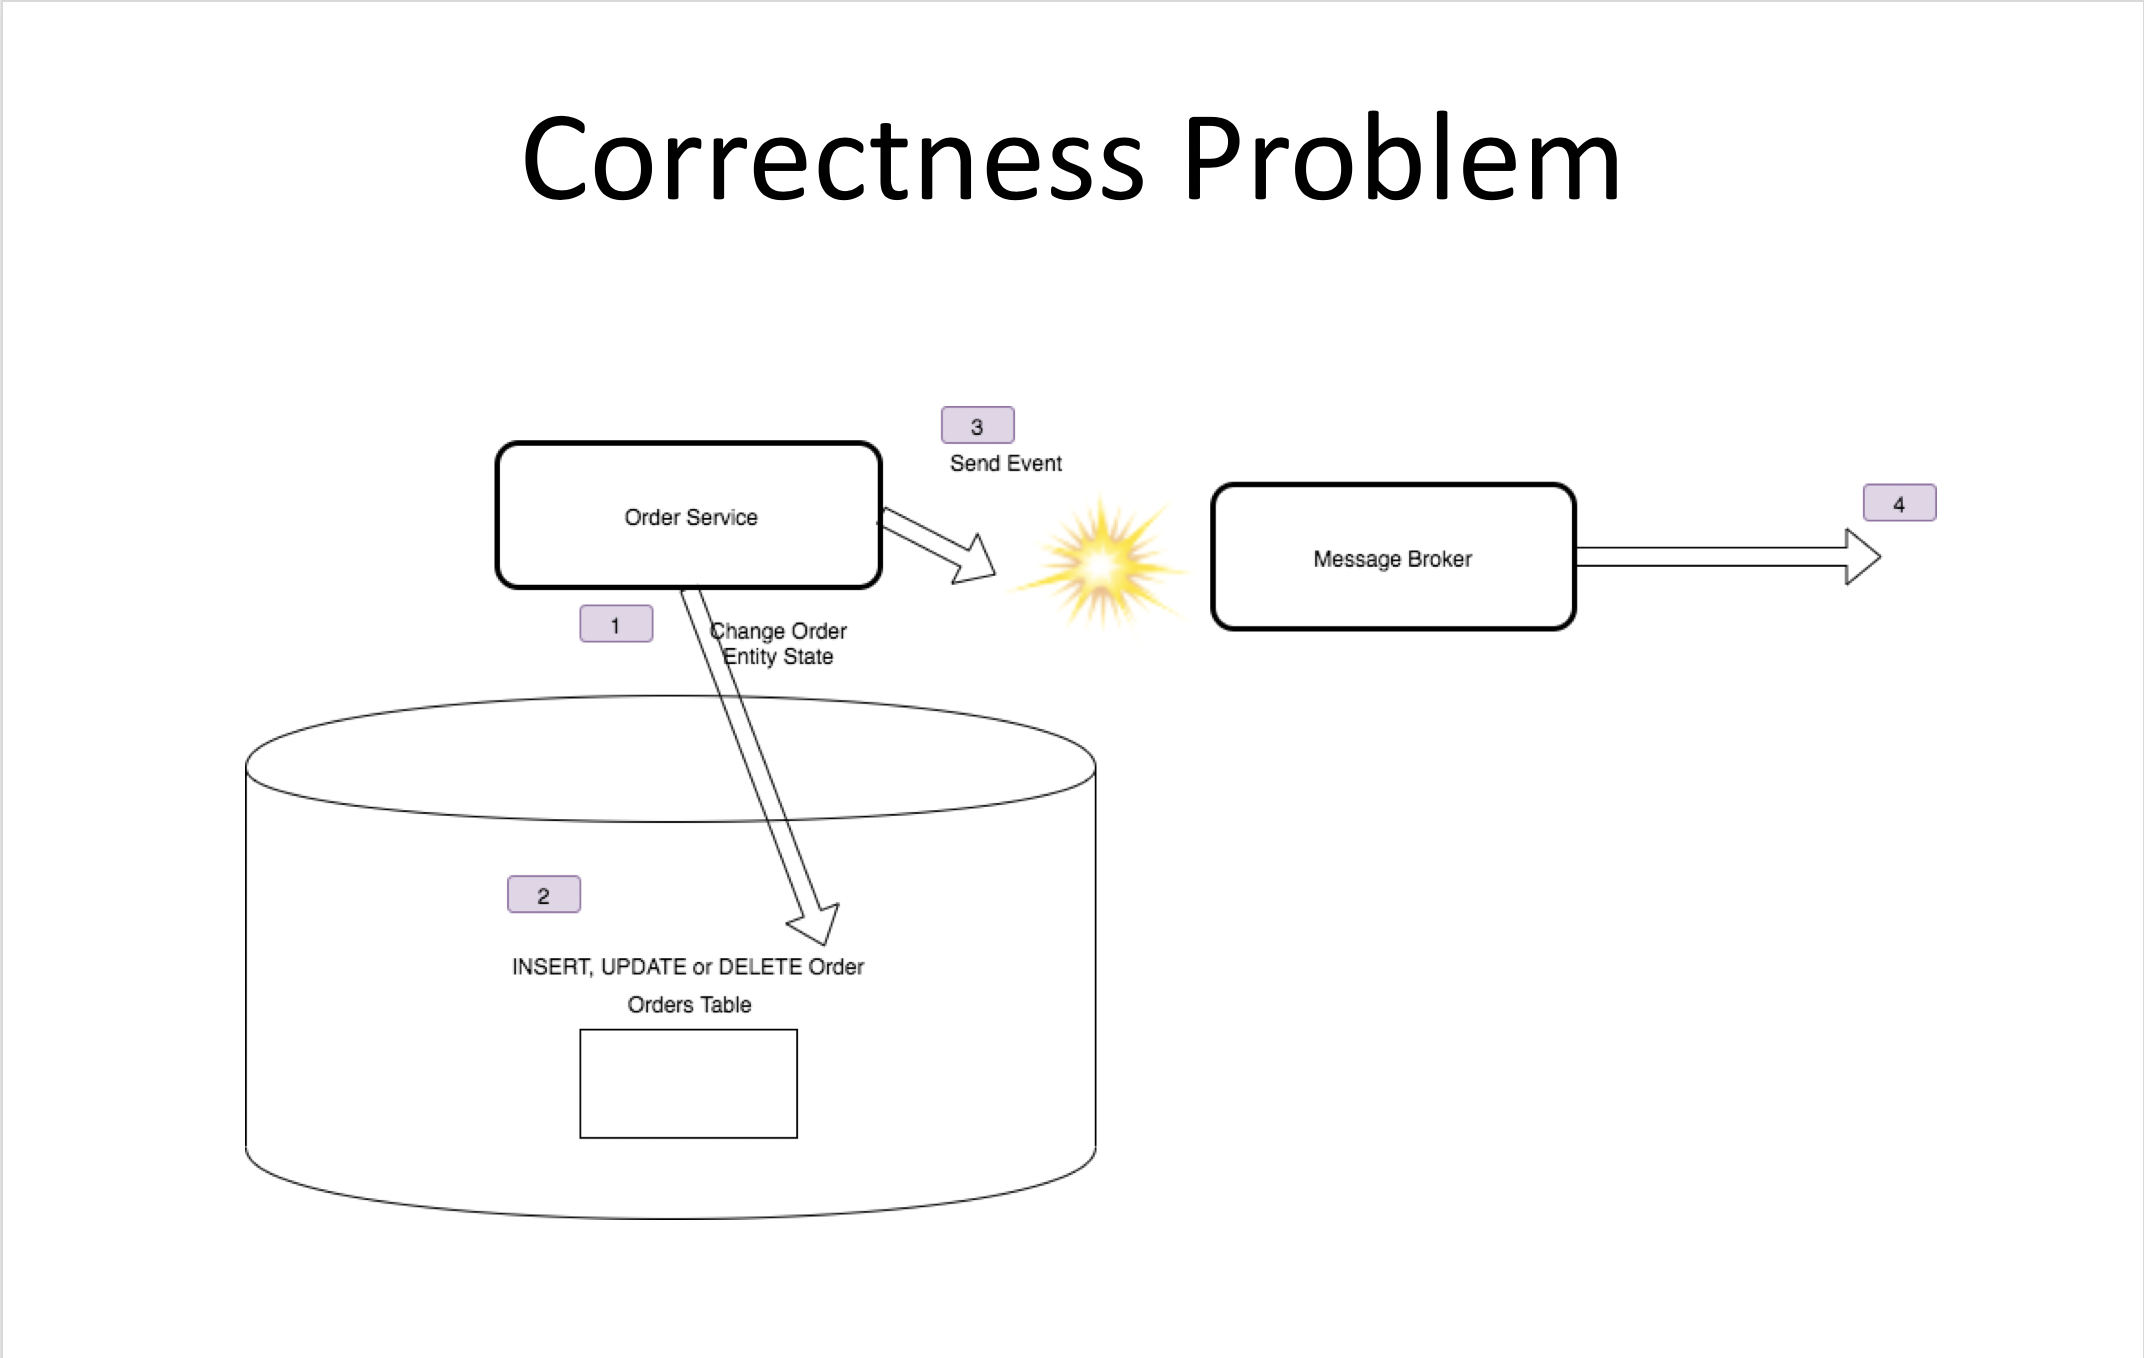 Correctness Problem
3
Send Event
Order Service
Message Broker
4
1
Change Order
Entity State
2
INSERT, UPDATE or DELETE Order
Orders Table